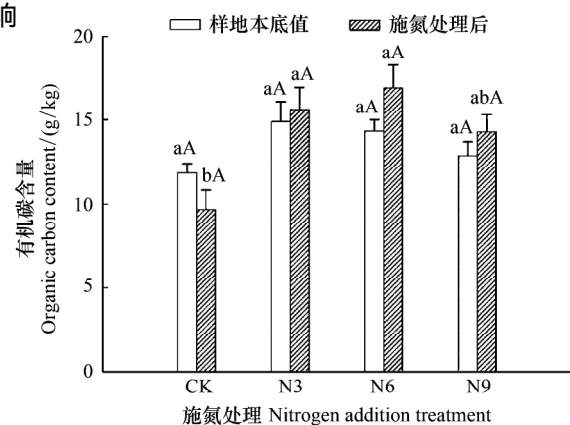 响
样地本底值 施氮处理后
20
15
10
5
0
有机碳含量
Organic carbon content/(g/kg)
aA bA
aA aA
aA aA
aA abA
CK N3 N6 N9
施氮处理 Nitrogen addition treatment